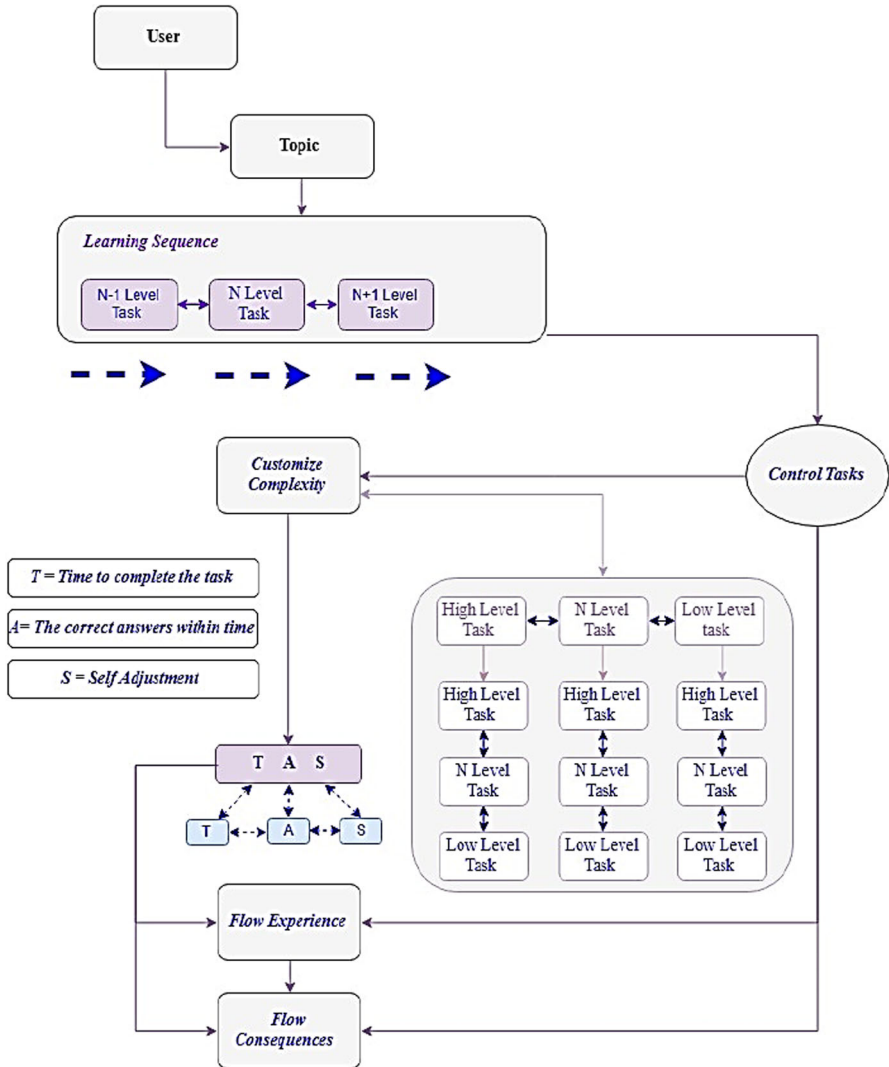 User
Topic
Learning Sequence
N-1 Level
Task
N Level
Task
N+1 Level
Task
Customize
Complexity
Control Tasks
T = Time to complete the task
A= The correct answers within time
S = Self Adjustment
High Level
Task
N Level
Task
Low Level
task
High Level
Task
High Level
Task
High Level
Task
N Level
Task
N Level
Task
N Level
Task
Low Level
Task
Low Level
Task
Low Level
Task
T A S
T
A
S
Flow Experience
Flow
Consequences